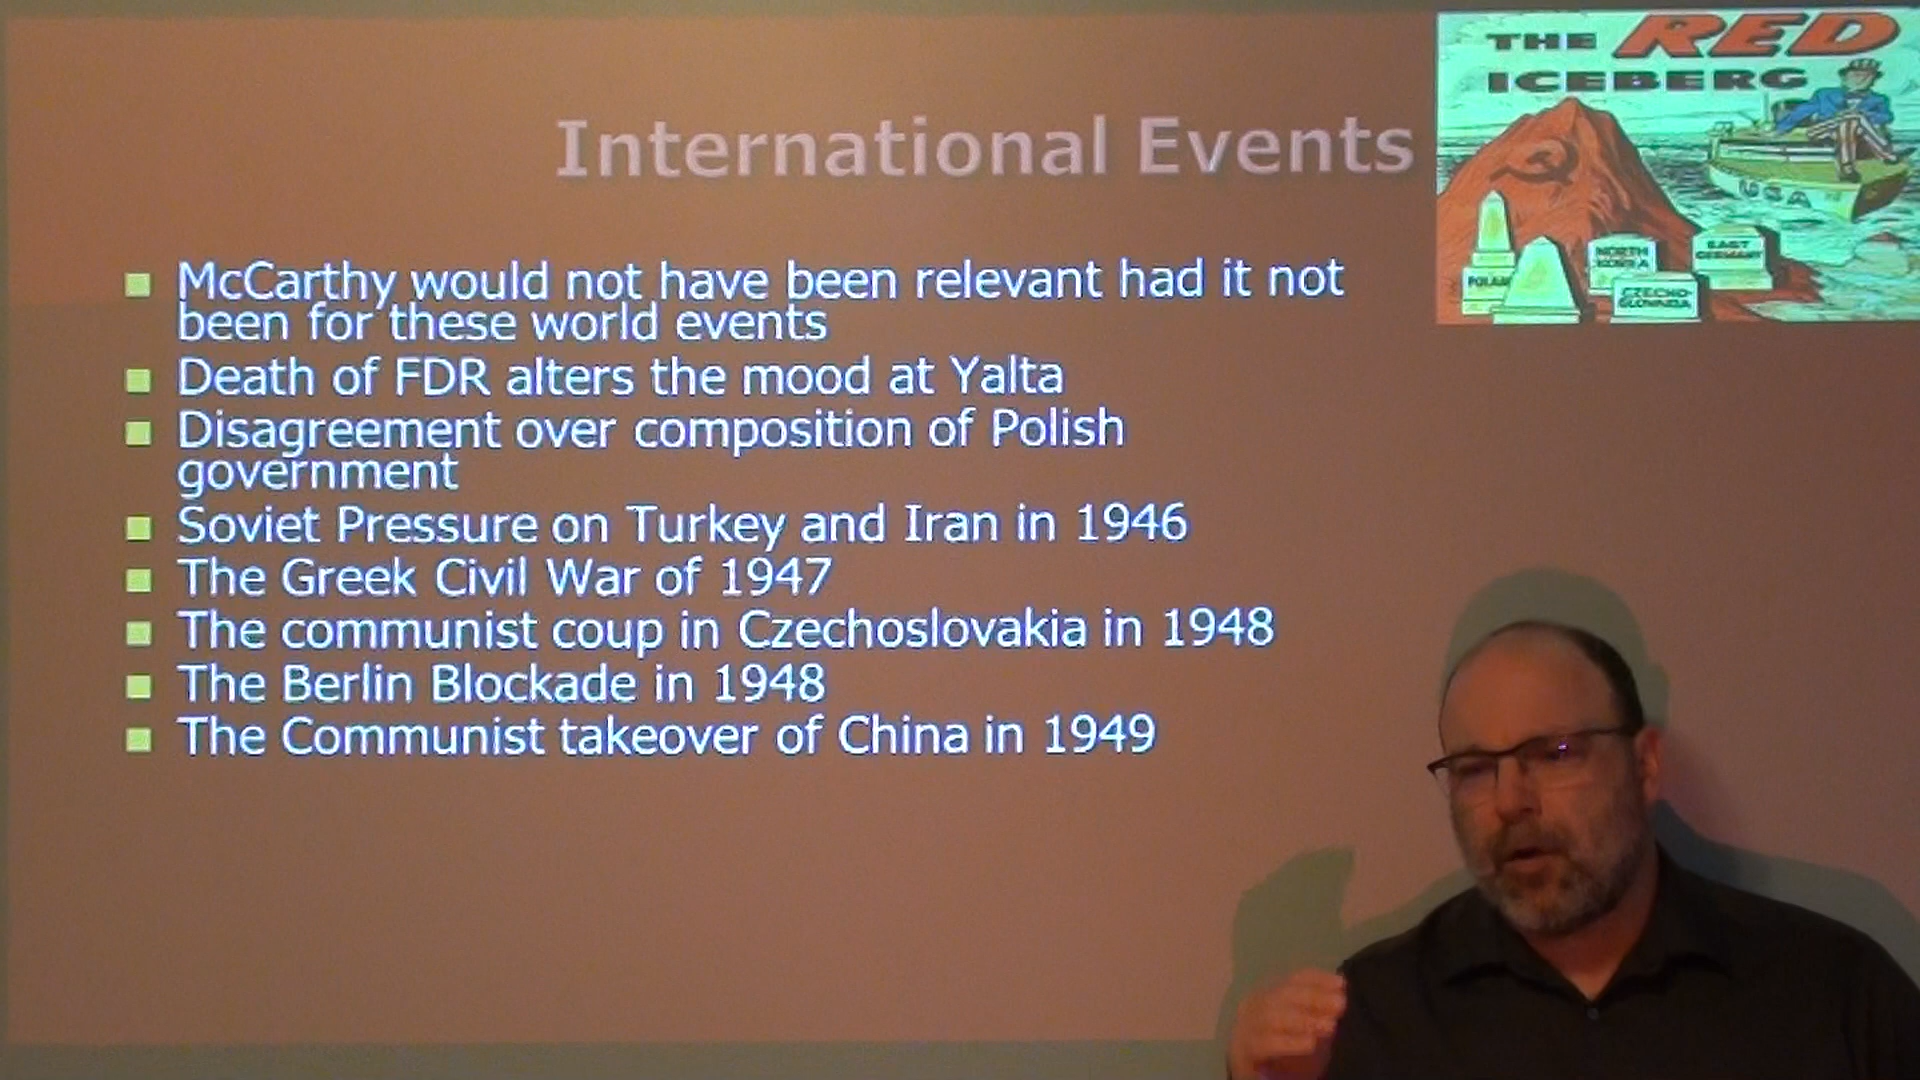 THE RED
ICEBERG
International Events
USA
McCarthy would not have been relevant had it not
been for these world events
Death of FDR alters the mood at Yalta
Disagreement over composition of Polish
government
Soviet Pressure on Turkey and Iran in 1946
The Greek Civil War of 1947
The communist coup in Czechoslovakia in 1948
The Berlin Blockade in 1948
The Communist takeover of China in 1949
NORTH
KOREA
EAST
GERMANY
POLAN
CZECHO-
SLOVAKIA